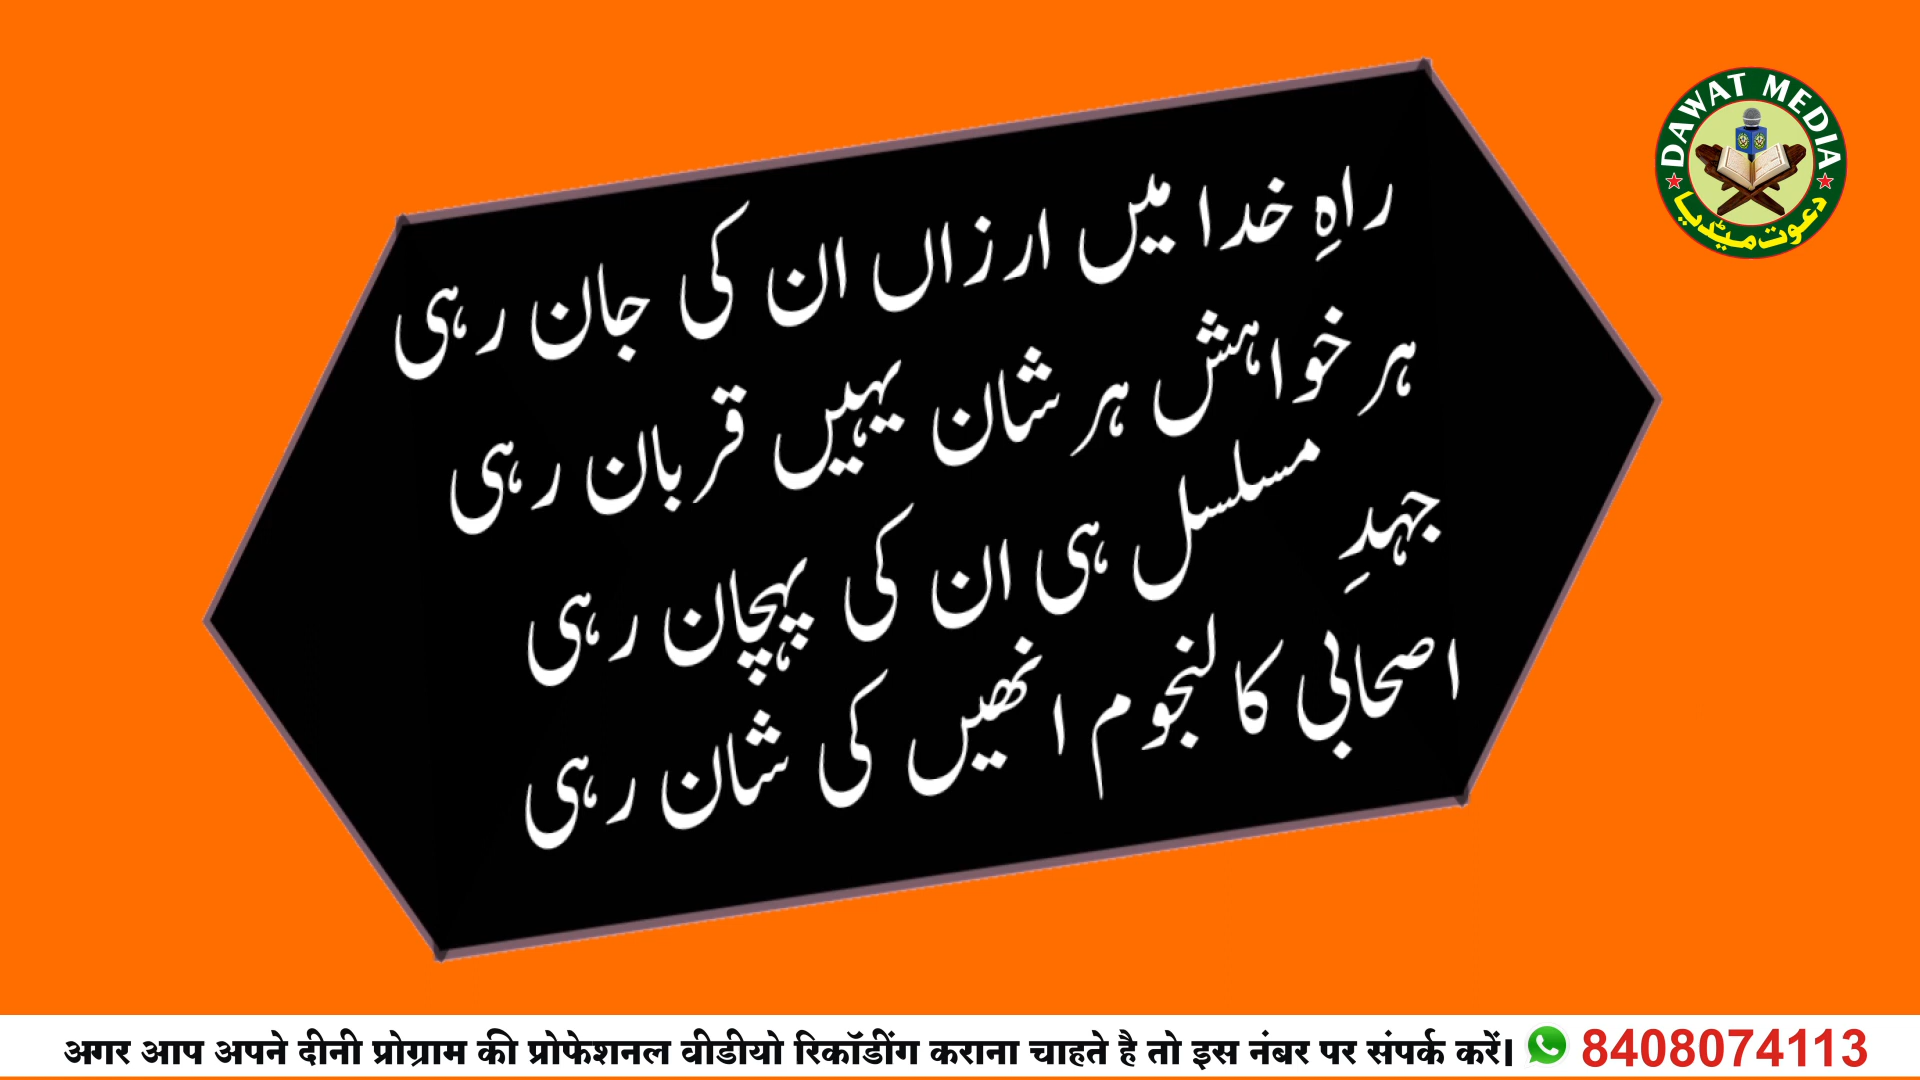 DAWAT MEDIA
دعوت میڈیا
راہِ خدا میں ارزاں ان کی جان رہی
ہر خواہش ہر شان یہیں قربان رہی
جہدِ مسلسل ہی ان کی پہچان رہی
اصحابی کالنجوم انھیں کی شان رہی
अगर आप अपने दीनी प्रोग्राम की प्रोफेशनल वीडीयो रिकॉडींग कराना चाहते है तो इस नंबर पर संपर्क करें। 8408074113